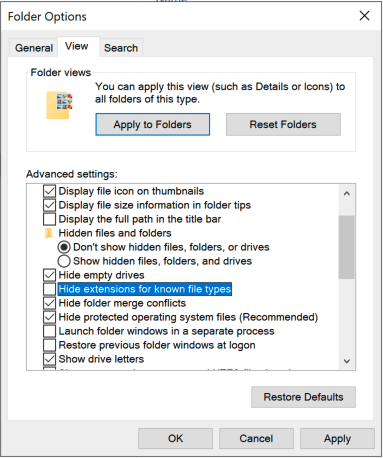 Folder Options
General
View
Search
Folder views
You can apply this view (such as Details or Icons) to
all folders of this type.
Apply to Folders
Reset Folders
Advanced settings:
Display file icon on thumbnails
Display file size information in folder tips
Display the full path in the title bar
Hidden files and folders
Don't show hidden files, folders, or drives
Show hidden files, folders, and drives
Hide empty drives
Hide extensions for known file types
Hide folder merge conflicts
Hide protected operating system files (Recommended)
Launch folder windows in a separate process
Restore previous folder windows at logon
Show drive letters
Restore Defaults
OK
Cancel
Apply